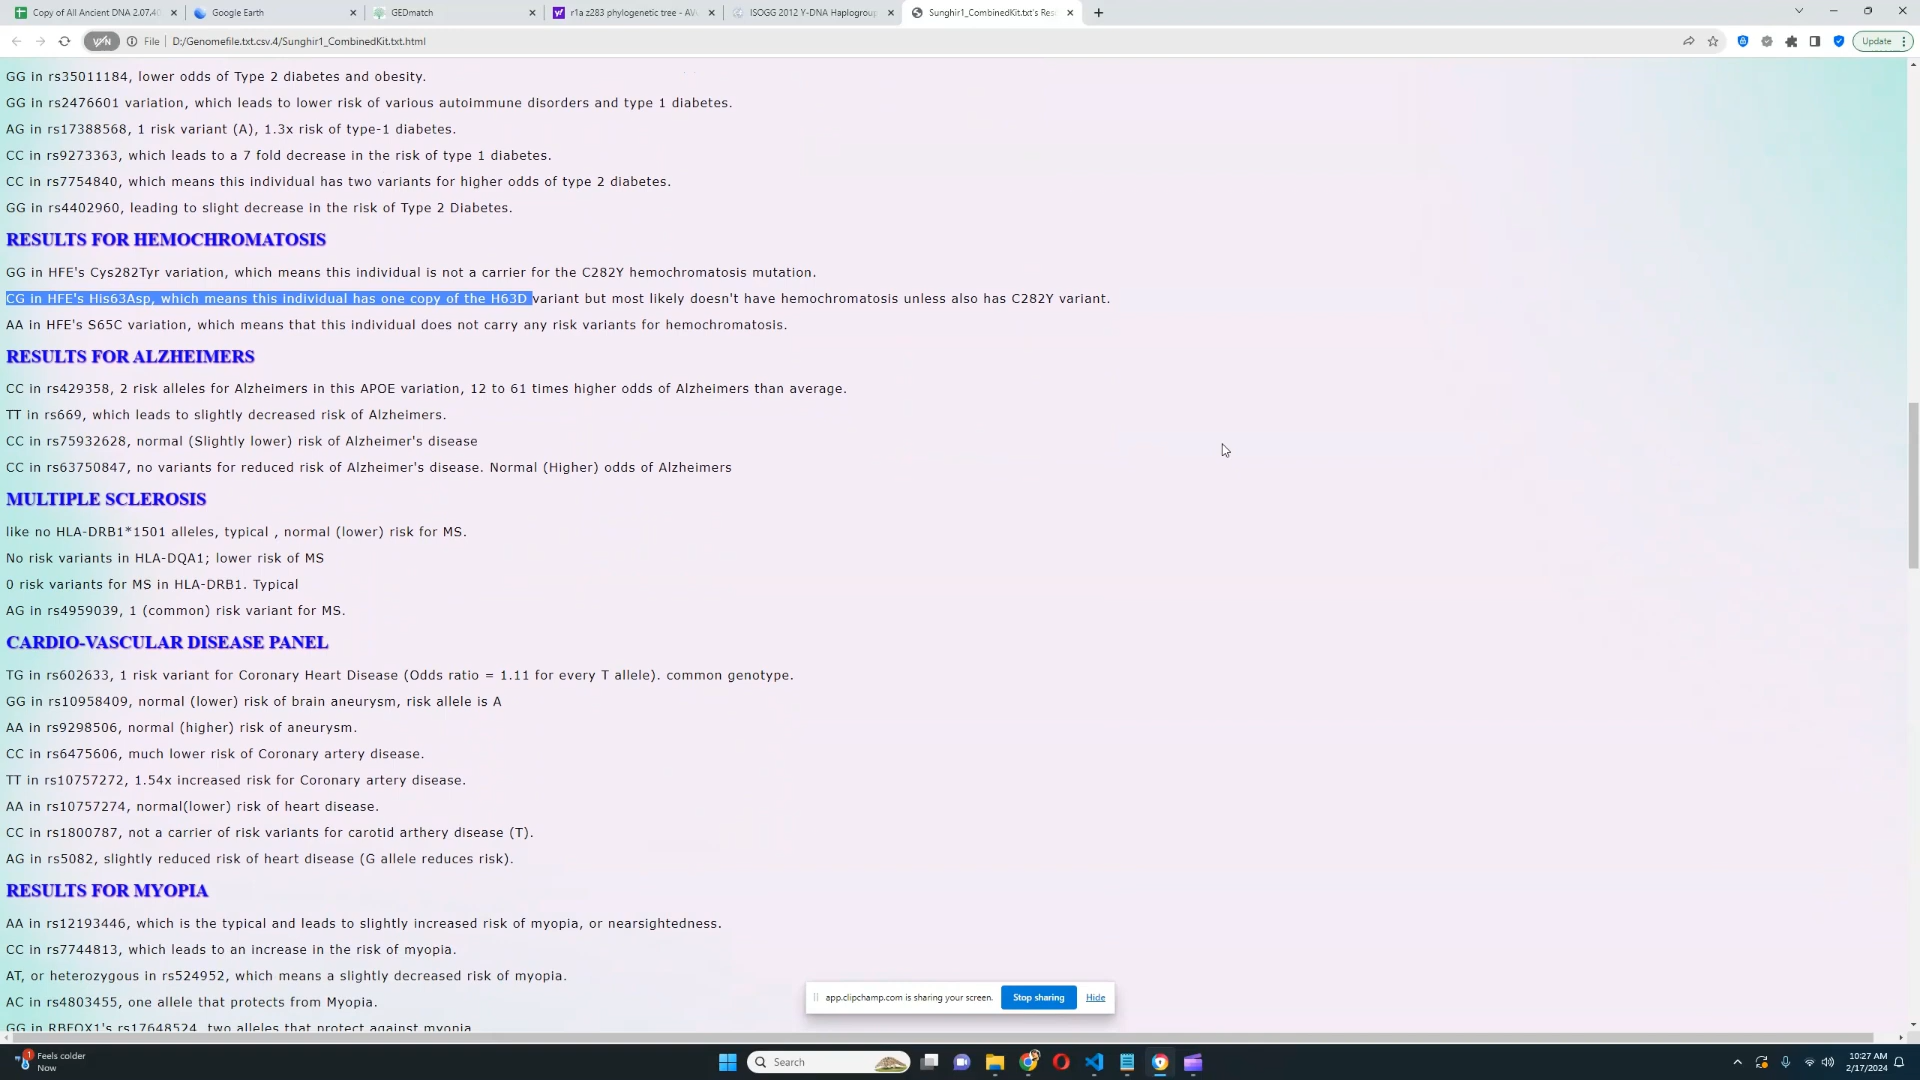 Copy of All Ancient DNA 2.07.40
Google Earth
GEDmatch
r1a z283 phylogenetic tree - AV
ISOGG 2012 Y-DNA Haplogroup
Sunghir1_CombinedKit.txt's Res
VPN
File
D:/Genomefile.txt.csv.4/Sunghir1_CombinedKit.txt.html
Update
GG in rs35011184, lower odds of Type 2 diabetes and obesity.
GG in rs2476601 variation, which leads to lower risk of various autoimmune disorders and type 1 diabetes.
AG in rs17388568, 1 risk variant (A), 1.3x risk of type-1 diabetes.
CC in rs9273363, which leads to a 7 fold decrease in the risk of type 1 diabetes.
CC in rs7754840, which means this individual has two variants for higher odds of type 2 diabetes.
GG in rs4402960, leading to slight decrease in the risk of Type 2 Diabetes.
RESULTS FOR HEMOCHROMATOSIS
GG in HFE's Cys282Tyr variation, which means this individual is not a carrier for the C282Y hemochromatosis mutation.
CG in HFE's His63Asp, which means this individual has one copy of the H63D variant but most likely doesn't have hemochromatosis unless also has C282Y variant.
AA in HFE's S65C variation, which means that this individual does not carry any risk variants for hemochromatosis.
RESULTS FOR ALZHEIMERS
CC in rs429358, 2 risk alleles for Alzheimers in this APOE variation, 12 to 61 times higher odds of Alzheimers than average.
TT in rs669, which leads to slightly decreased risk of Alzheimers.
CC in rs75932628, normal (Slightly lower) risk of Alzheimer's disease
CC in rs63750847, no variants for reduced risk of Alzheimer's disease. Normal (Higher) odds of Alzheimers
MULTIPLE SCLEROSIS
like no HLA-DRB1*1501 alleles, typical , normal (lower) risk for MS.
No risk variants in HLA-DQA1; lower risk of MS
0 risk variants for MS in HLA-DRB1. Typical
AG in rs4959039, 1 (common) risk variant for MS.
CARDIO-VASCULAR DISEASE PANEL
TG in rs602633, 1 risk variant for Coronary Heart Disease (Odds ratio = 1.11 for every T allele). common genotype.
GG in rs10958409, normal (lower) risk of brain aneurysm, risk allele is A
AA in rs9298506, normal (higher) risk of aneurysm.
CC in rs6475606, much lower risk of Coronary artery disease.
TT in rs10757272, 1.54x increased risk for Coronary artery disease.
AA in rs10757274, normal(lower) risk of heart disease.
CC in rs1800787, not a carrier of risk variants for carotid arthery disease (T).
AG in rs5082, slightly reduced risk of heart disease (G allele reduces risk).
RESULTS FOR MYOPIA
AA in rs12193446, which is the typical and leads to slightly increased risk of myopia, or nearsightedness.
CC in rs7744813, which leads to an increase in the risk of myopia.
AT, or heterozygous in rs524952, which means a slightly decreased risk of myopia.
AC in rs4803455, one allele that protects from Myopia.
GG in RBFOX1's rs17648524, two alleles that protect against myopia
app.clipchamp.com is sharing your screen.
Stop sharing
Hide
1
Feels colder
Now
Search
10:27 AM
2/17/2024